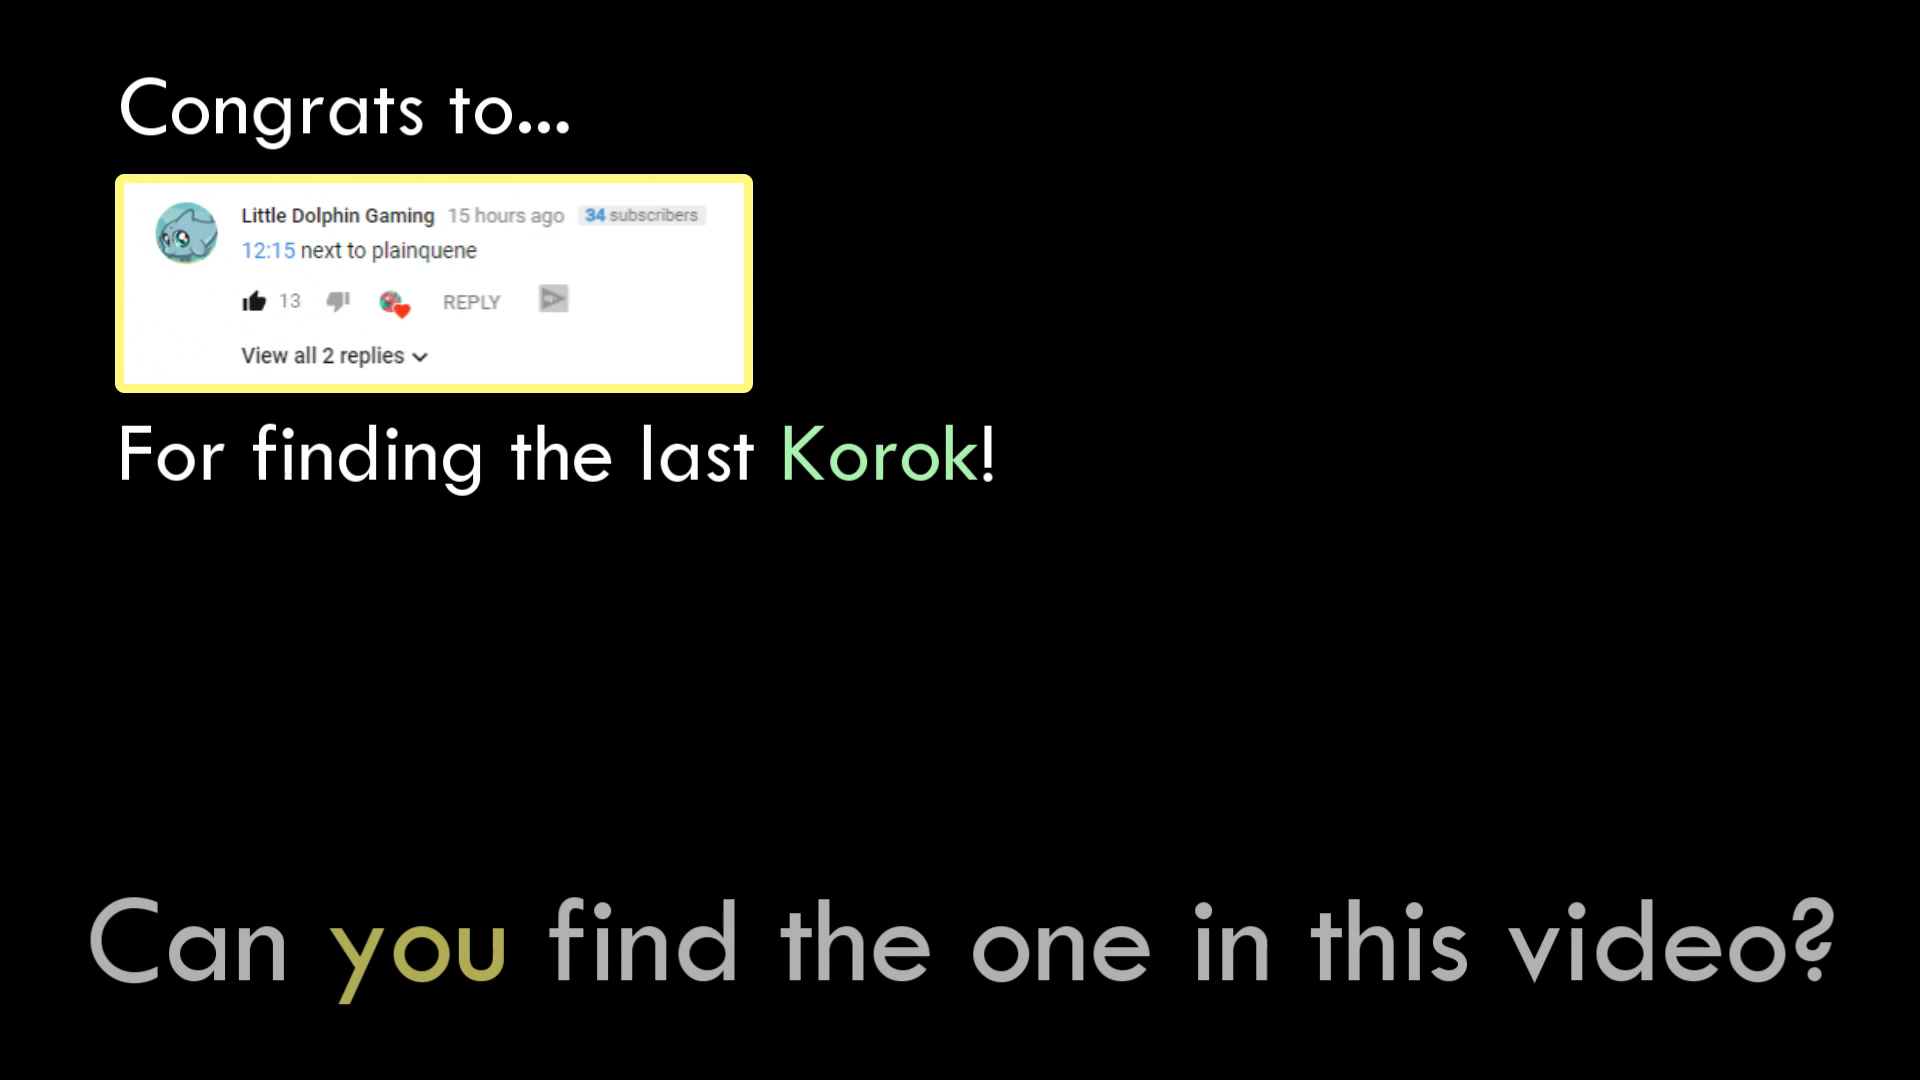 Congrats to...
Little Dolphin Gaming 15 hours ago 34 subscribers
12:15 next to plainquene
13 REPLY
View all 2 replies
For finding the last Korok!
Can you find the one in this video?